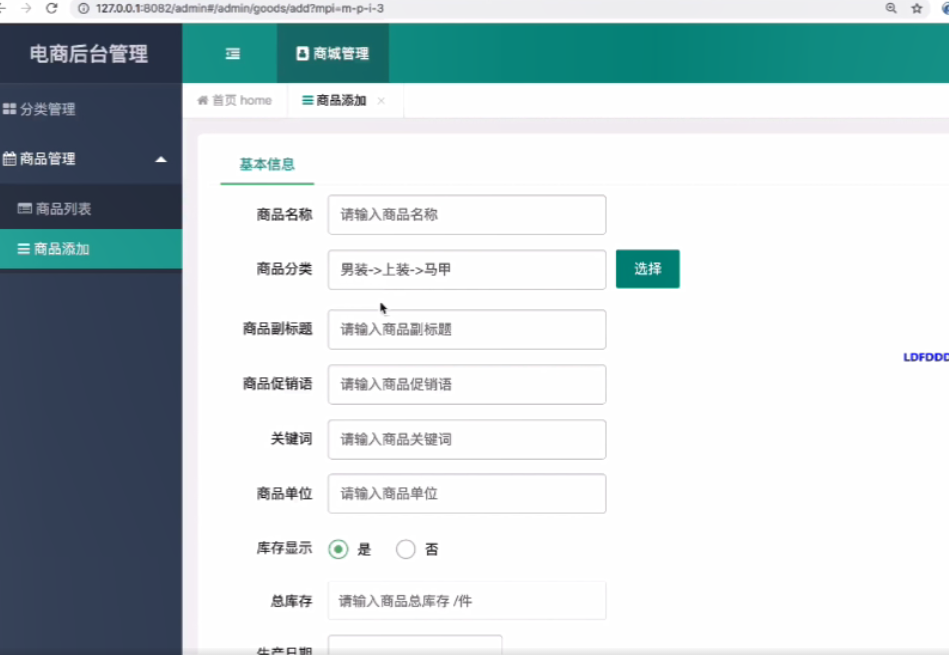 127.0.0.1:8082/admin#/admin/goods/add?mpi=m-p-i-3
电商后台管理
商城管理
分类管理
首页 home
商品添加
商品管理
商品列表
商品添加
基本信息
商品名称 请输入商品名称
商品分类 男装->上装->马甲 选择
商品副标题 请输入商品副标题
LDFDDD
商品促销语 请输入商品促销语
关键词 请输入商品关键词
商品单位 请输入商品单位
库存显示 是 否
总库存 请输入商品总库存 /件
生产日期